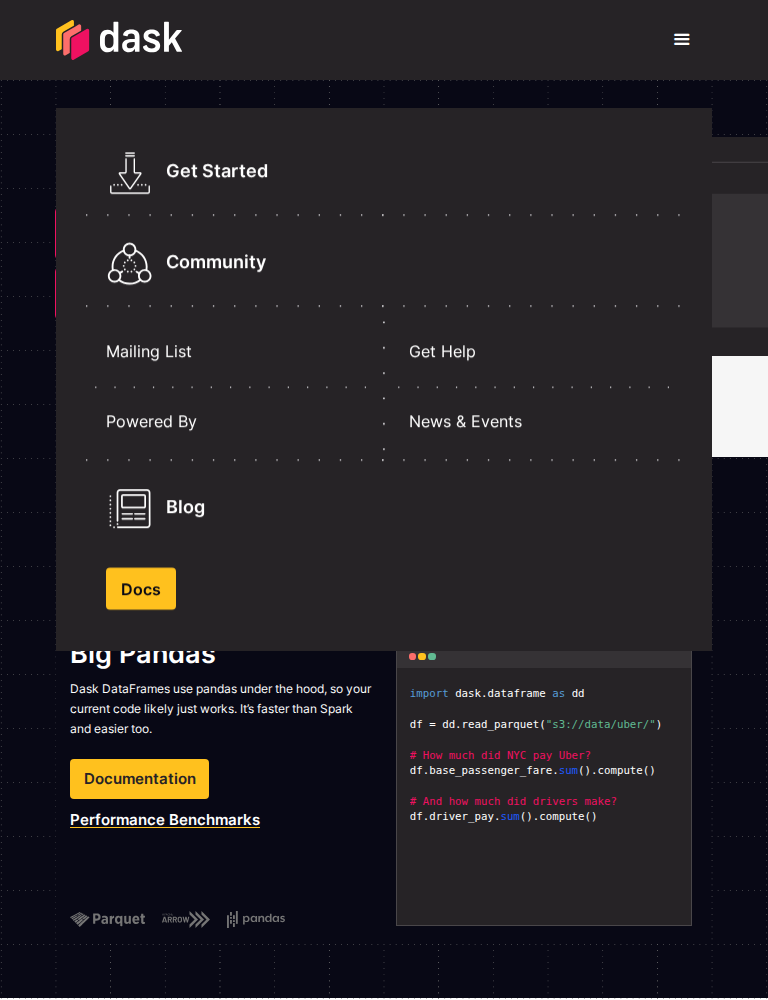 dask
Get Started
Community
Mailing List
Get Help
Powered By
News & Events
Blog
Docs
Big Pandas
Dask DataFrames use pandas under the hood, so your
current code likely just works. It's faster than Spark
and easier too.
Documentation
Performance Benchmarks
Parquet
ARROW
pandas
import dask.dataframe as dd
df = dd.read_parquet("s3://data/uber/")
# How much did NYC pay Uber?
df.base_passenger_fare.sum().compute()
# And how much did drivers make?
df.driver_pay.sum().compute()